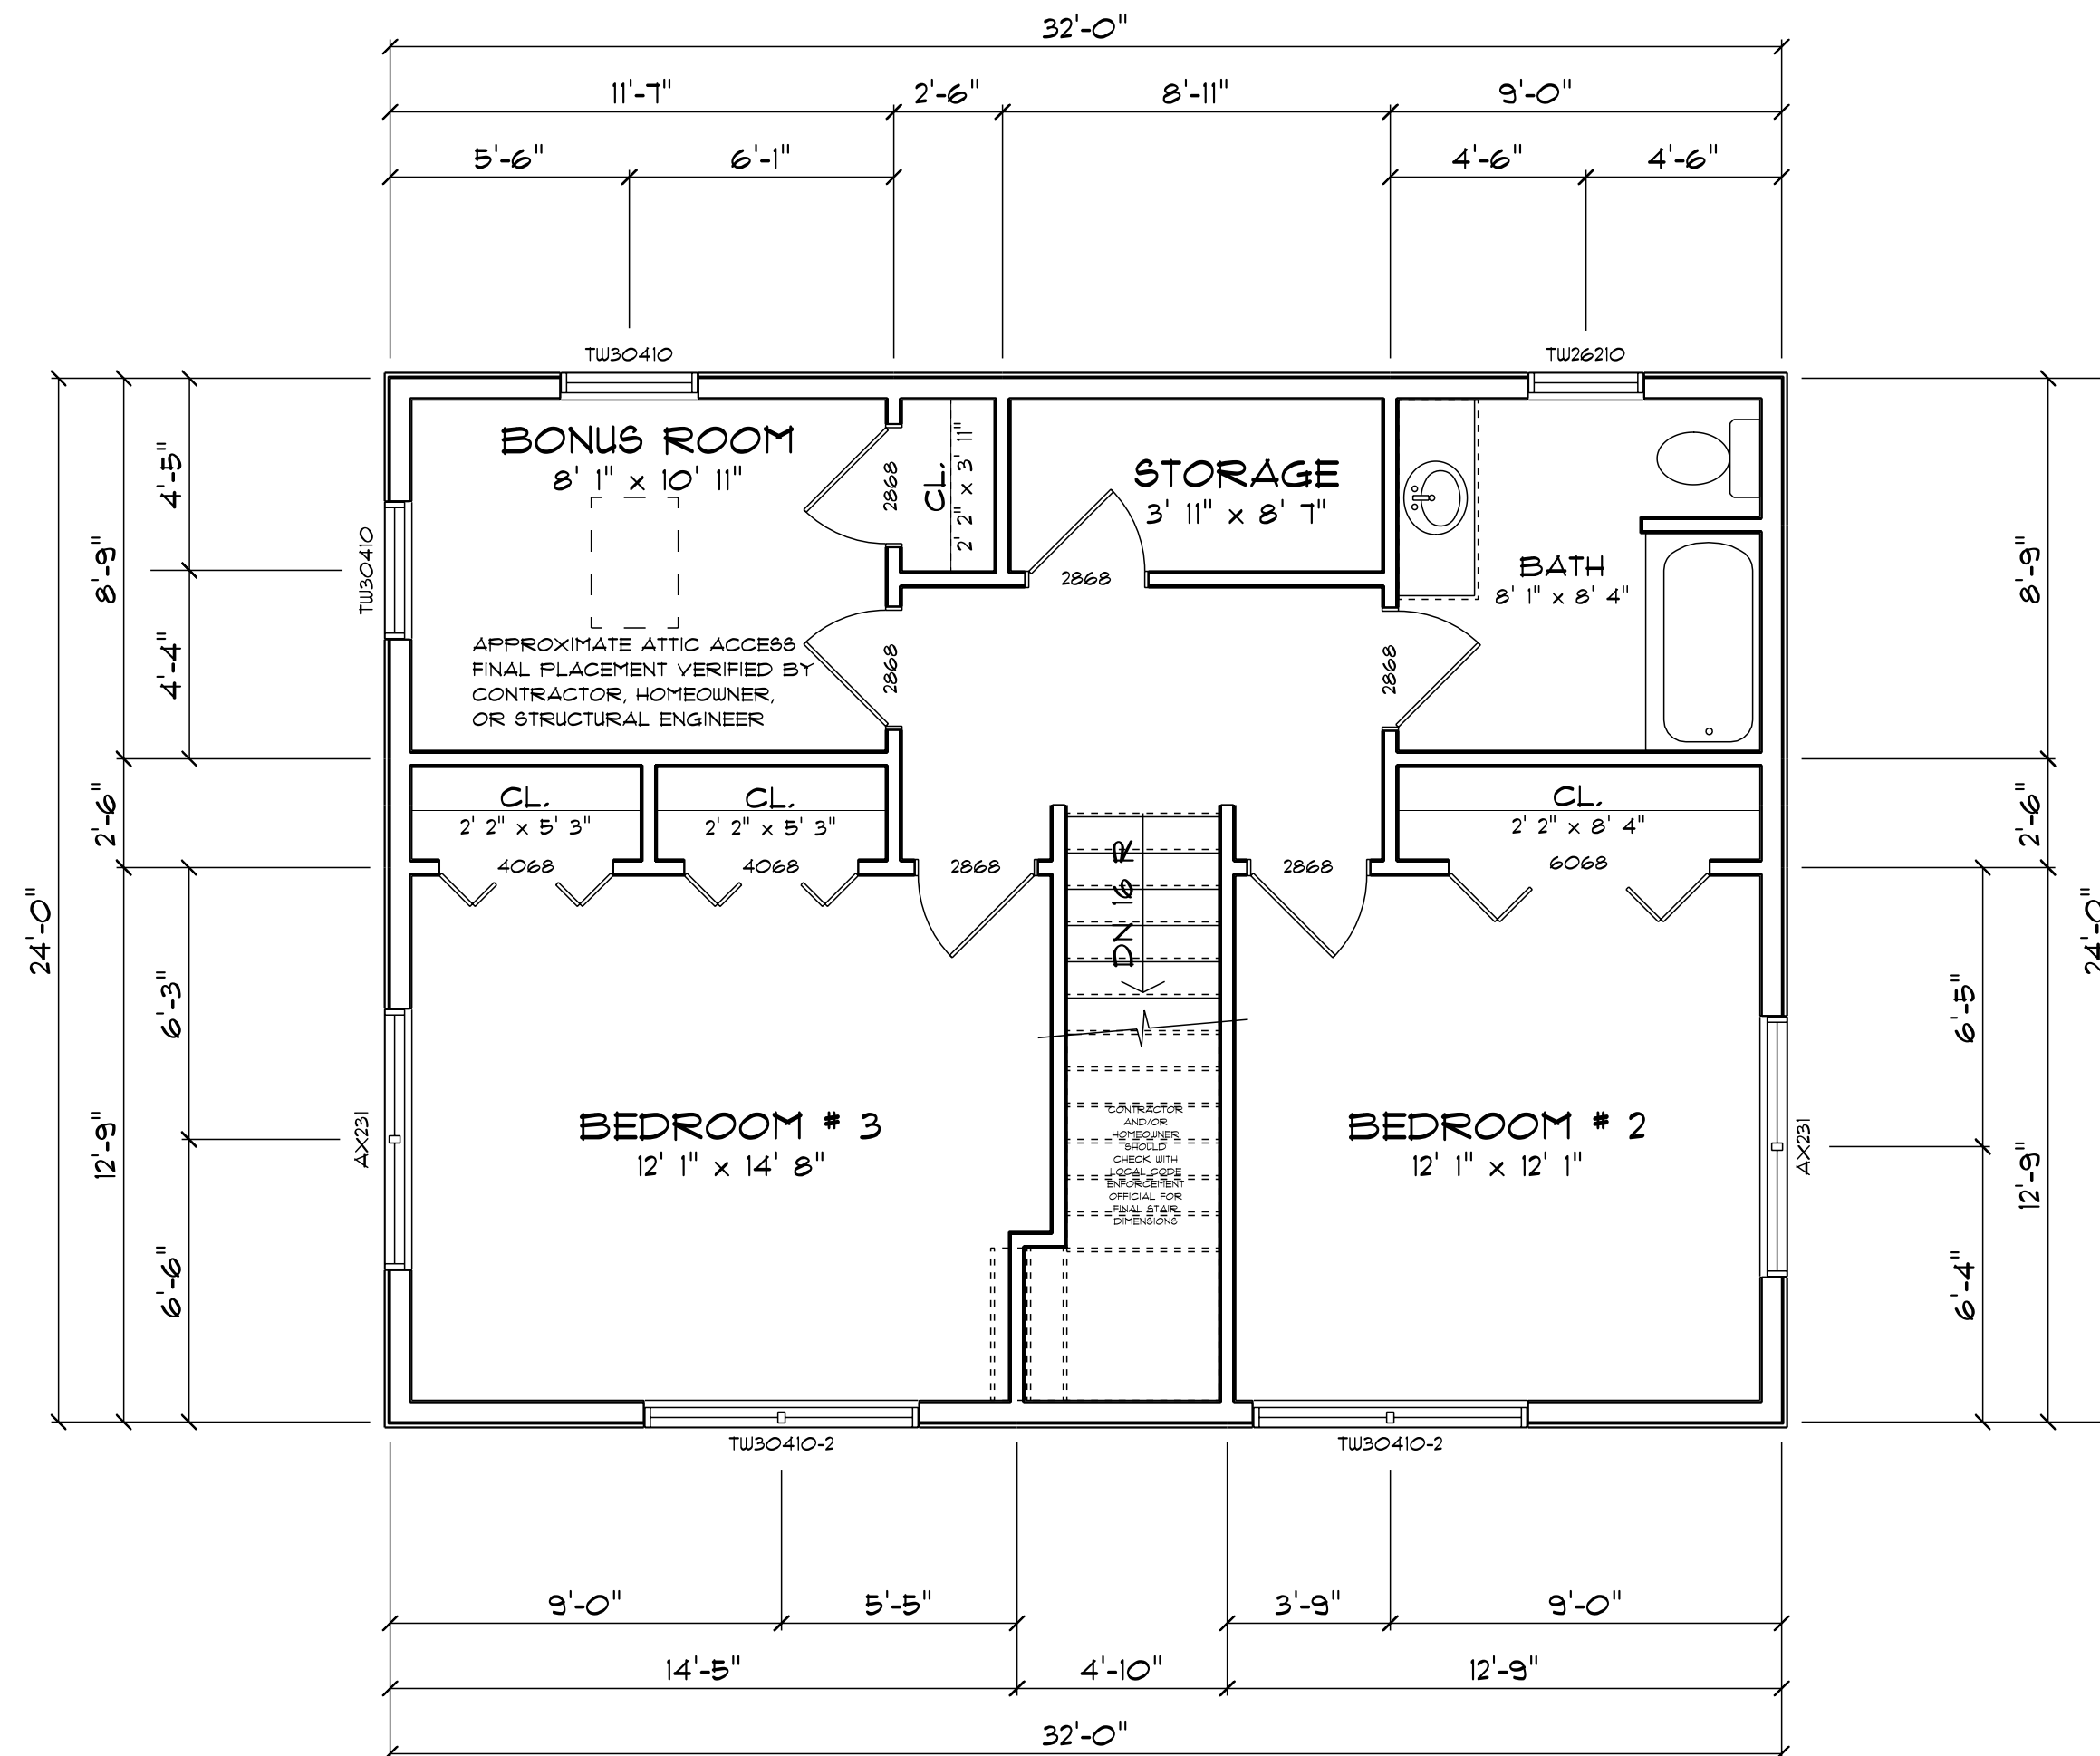 32'-0"
11'-7" 2'-6" 8'-11" 9'-0"
5'-6" 6'-1" 4'-6" 4'-6"
TW30410 TW26210
BONUS ROOM
8' 1" x 10' 11"
2868
CL.
2' 2" x 3' 11"
STORAGE
3' 11" x 8' 7"
2868
BATH
8' 1" x 8' 4"
4'-5"
8'-9"
TW30410
4'-4"
8'-9"
APPROXIMATE ATTIC ACCESS
FINAL PLACEMENT VERIFIED BY
CONTRACTOR, HOMEOWNER,
OR STRUCTURAL ENGINEER
2868
2868
2'-6"
CL.
2' 2" x 5' 3"
4068
CL.
2' 2" x 5' 3"
4068
2868
DN 16 R
2868
CL.
2' 2" x 8' 4"
6068
2'-6"
24'-0"
24'-0"
6'-3"
6'-5"
12'-9"
AX231
BEDROOM # 3
12' 1" x 14' 8"
CONTRACTOR
AND/OR
HOMEOWNER
SHOULD
CHECK WITH
LOCAL CODE
ENFORCEMENT
OFFICIAL FOR
FINAL STAIR
DIMENSIONS
BEDROOM # 2
12' 1" x 12' 1"
AX231
12'-9"
6'-6"
6'-4"
TW30410-2 TW30410-2
9'-0" 5'-5" 3'-9" 9'-0"
14'-5" 4'-10" 12'-9"
32'-0"